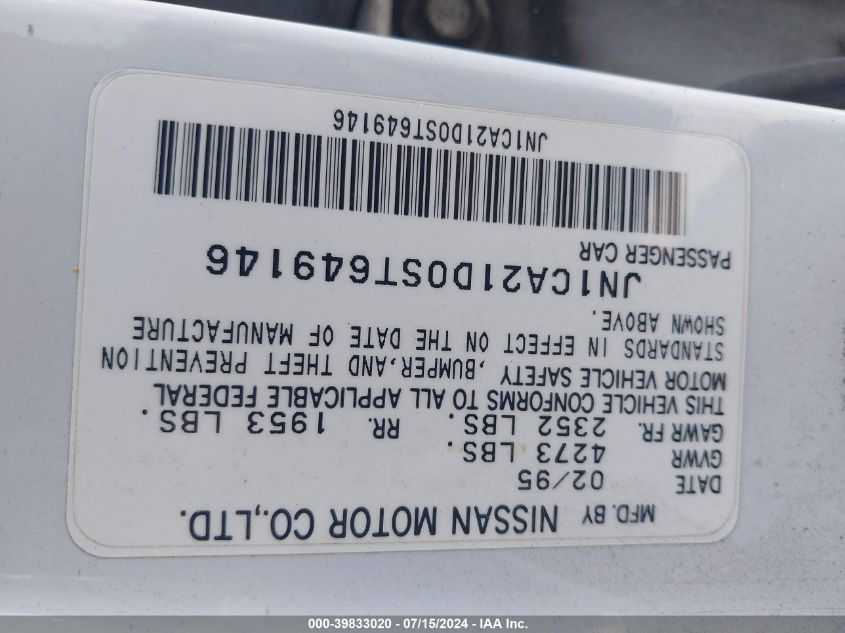 MFD. BY NISSAN MOTOR CO.,LTD.
DATE 02/95
GVWR 4273 LBS.
GAWR FR. 2352 LBS. RR. 1953 LBS.
THIS VEHICLE CONFORMS TO ALL APPLICABLE FEDERAL
MOTOR VEHICLE SAFETY ,BUMPER,AND THEFT PREVENTION
STANDARDS IN EFFECT ON THE DATE OF MANUFACTURE
SHOWN ABOVE.
JN1CA21D0ST649146
PASSENGER CAR
JN1CA21D0ST649146
000-39833020 - 07/15/2024 - IAA Inc.